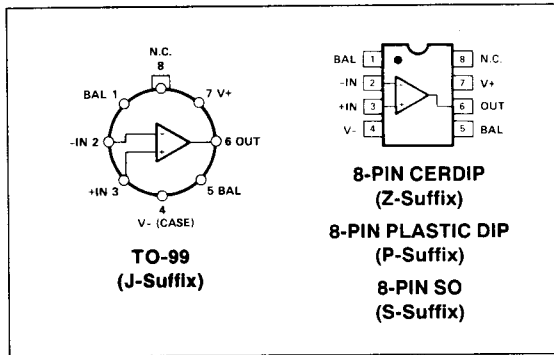 N.C.
8
BAL 1
7 V+
-IN 2
6 OUT
+IN 3
5 BAL
4
V- (CASE)
TO-99
(J-Suffix)
BAL 1 8 N.C.
-IN 2 7 V+
+IN 3 6 OUT
V- 4 5 BAL
8-PIN CERDIP
(Z-Suffix)
8-PIN PLASTIC DIP
(P-Suffix)
8-PIN SO
(S-Suffix)